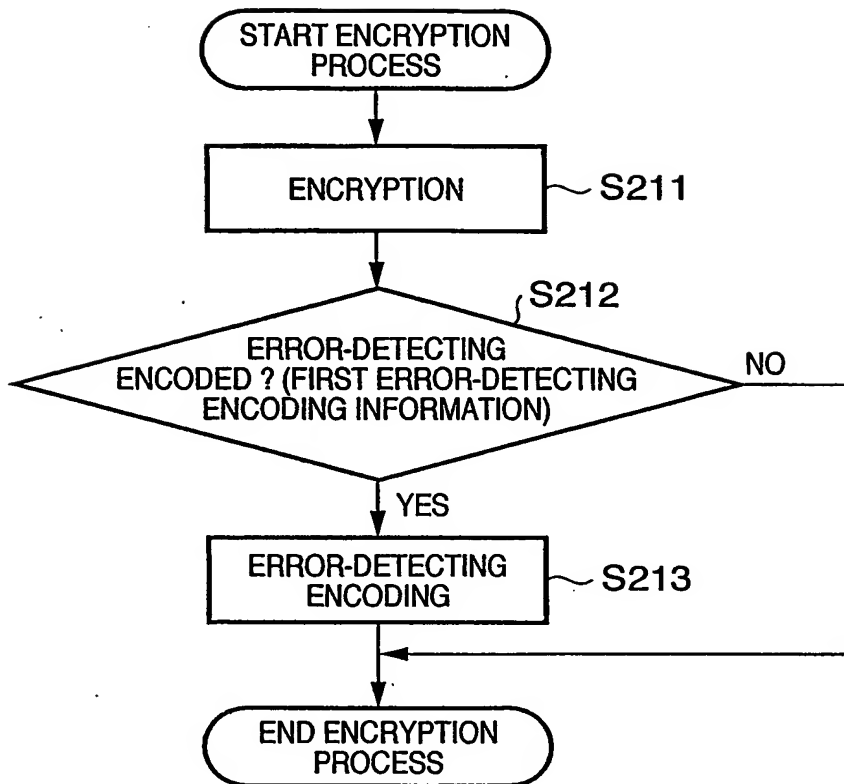 START ENCRYPTION
PROCESS
ENCRYPTION
S211
S212
ERROR-DETECTING
ENCODED ? (FIRST ERROR-DETECTING
ENCODING INFORMATION)
NO
YES
ERROR-DETECTING
ENCODING
S213
END ENCRYPTION
PROCESS